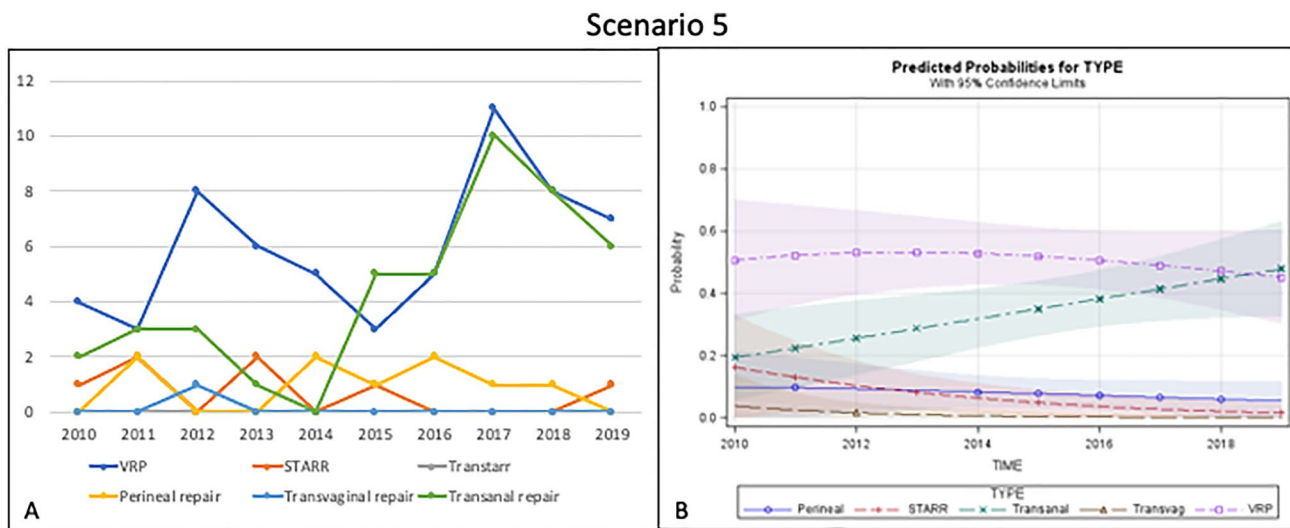 Scenario 5
12
10
8
6
4
2
0
2010 2011 2012 2013 2014 2015 2016 2017 2018 2019
VRP STARR Transtarr
Perineal repair Transvaginal repair Transanal repair
A
Predicted Probabilities for TYPE
With 95% Confidence Limits
1.0
0.8
0.6
0.4
0.2
0.0
Probability
2010 2012 2014 2016 2018
TIME
TYPE
Perineal STARR Transanal Transvag VRP
B